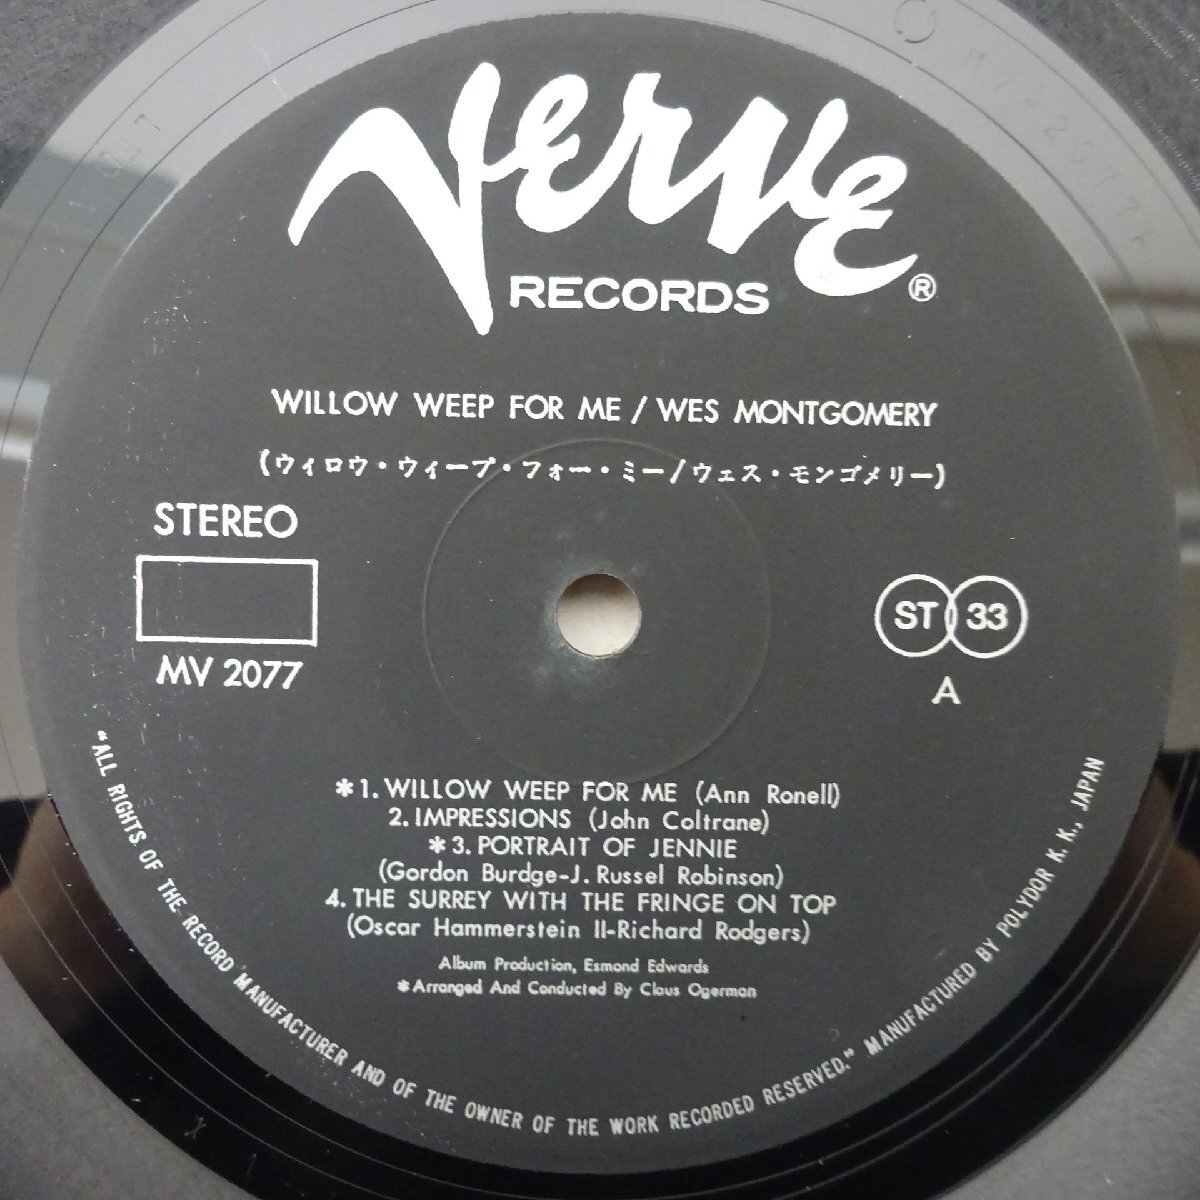 Verve
RECORDS ®
WILLOW WEEP FOR ME / WES MONTGOMERY
(ウィロウ・ウィープ・フォー・ミー/ウェス・モンゴメリー)
STEREO
MV 2077
ST 33
A
*1. WILLOW WEEP FOR ME (Ann Ronell)
2. IMPRESSIONS (John Coltrane)
*3. PORTRAIT OF JENNIE
(Gordon Burdge-J. Russel Robinson)
4. THE SURREY WITH THE FRINGE ON TOP
(Oscar Hammerstein II-Richard Rodgers)
Album Production, Esmond Edwards
*Arranged And Conducted By Claus Ogerman
"ALL RIGHTS OF THE RECORD MANUFACTURER AND OF THE OWNER OF THE WORK RECORDED RESERVED." MANUFACTURED BY POLYDOR K. K., JAPAN